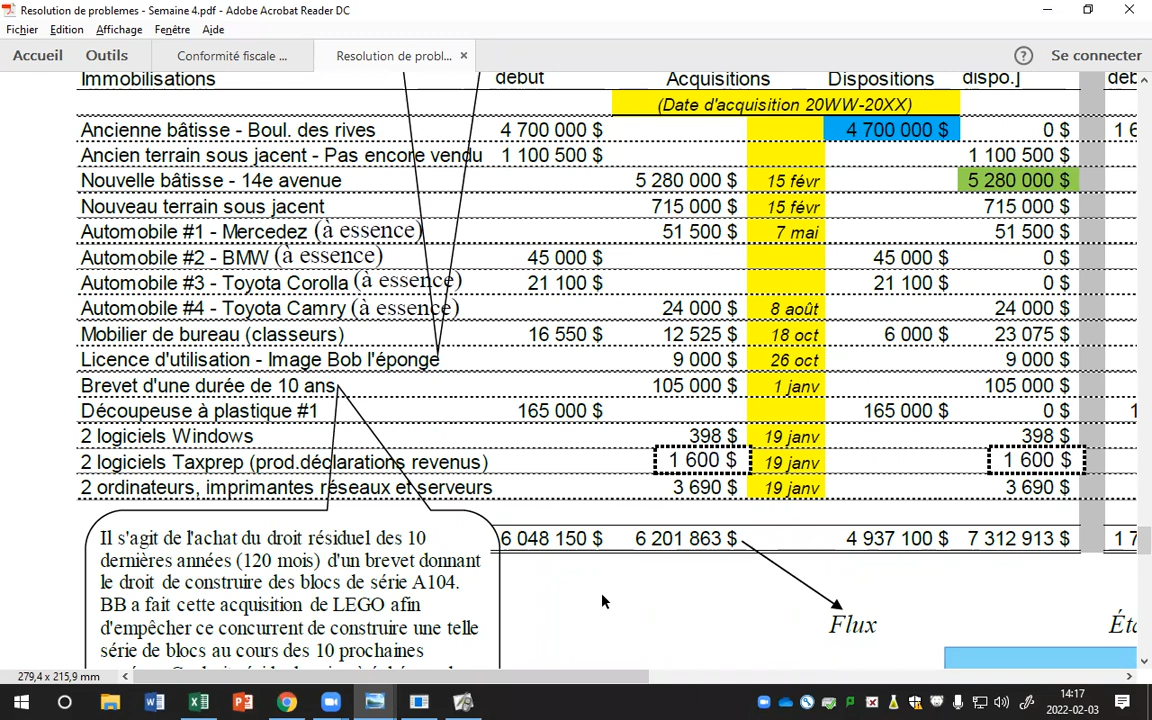 Resolution de problemes - Semaine 4.pdf - Adobe Acrobat Reader DC
Fichier Edition Affichage Fenêtre Aide
Accueil Outils Conformité fiscale ... Resolution de probl... × ? Se connecter
Immobilisations début Acquisitions Dispositions dispo.]
(Date d'acquisition 20WW-20XX)
Ancienne bâtisse - Boul. des rives 4 700 000 $ 4 700 000 $ 0 $
Ancien terrain sous jacent - Pas encore vendu 1 100 500 $ 1 100 500 $
Nouvelle bâtisse - 14e avenue 5 280 000 $ 15 févr 5 280 000 $
Nouveau terrain sous jacent 715 000 $ 15 févr 715 000 $
Automobile #1 - Mercedez (à essence) 51 500 $ 7 mai 51 500 $
Automobile #2 - BMW (à essence) 45 000 $ 45 000 $ 0 $
Automobile #3 - Toyota Corolla (à essence) 21 100 $ 21 100 $ 0 $
Automobile #4 - Toyota Camry (à essence) 24 000 $ 8 août 24 000 $
Mobilier de bureau (classeurs) 16 550 $ 12 525 $ 18 oct 6 000 $ 23 075 $
Licence d'utilisation - Image Bob l'éponge 9 000 $ 26 oct 9 000 $
Brevet d'une durée de 10 ans 105 000 $ 1 janv 105 000 $
Découpeuse à plastique #1 165 000 $ 165 000 $ 0 $
2 logiciels Windows 398 $ 19 janv 398 $
2 logiciels Taxprep (prod.déclarations revenus) 1 600 $ 19 janv 1 600 $
2 ordinateurs, imprimantes réseaux et serveurs 3 690 $ 19 janv 3 690 $
6 048 150 $ 6 201 863 $ 4 937 100 $ 7 312 913 $
Il s'agit de l'achat du droit résiduel des 10
dernières années (120 mois) d'un brevet donnant
le droit de construire des blocs de série A104.
BB a fait cette acquisition de LEGO afin
d'empêcher ce concurrent de construire une telle
série de blocs au cours des 10 prochaines
Flux
279,4 x 215,9 mm
14:17
2022-02-03